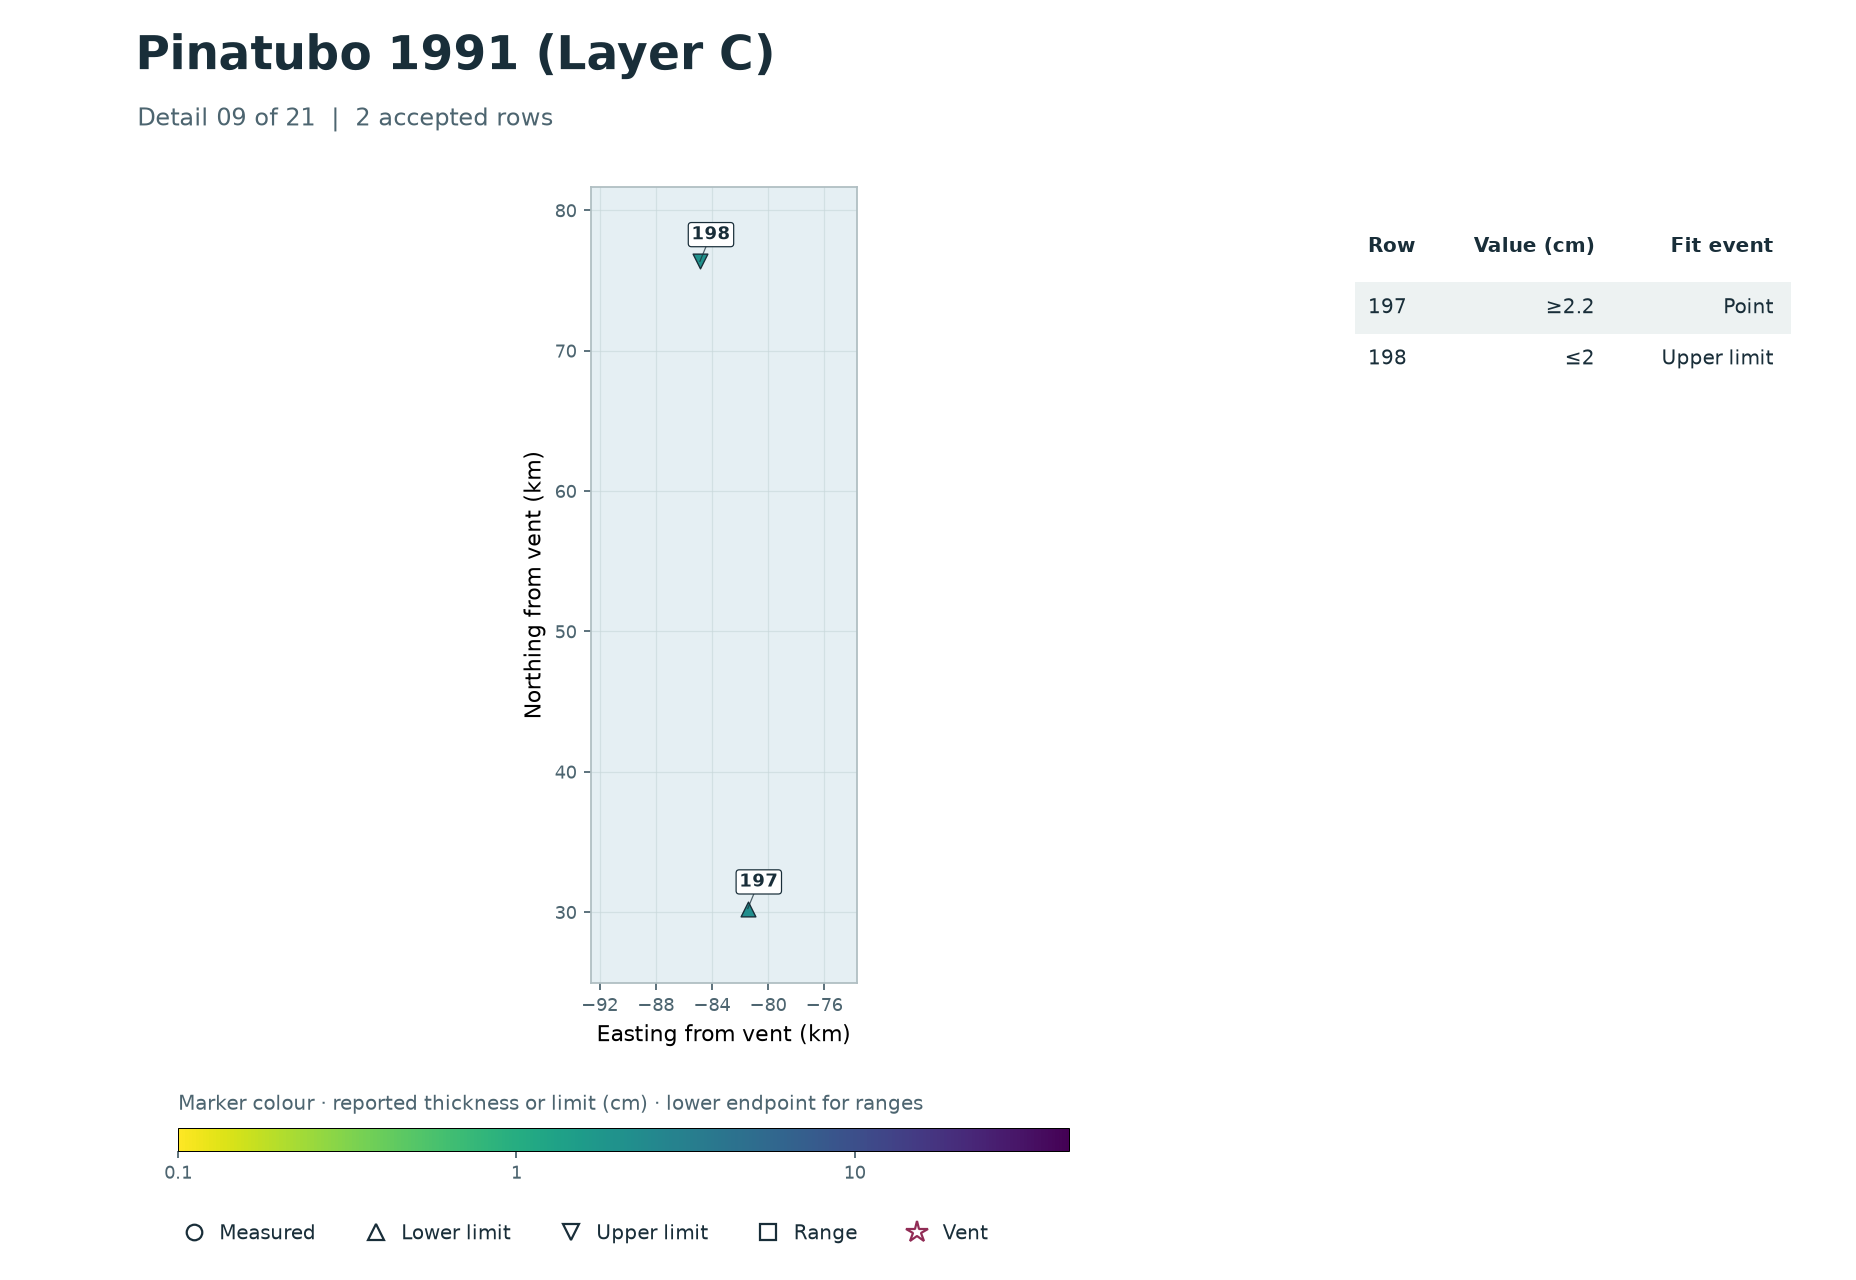 Pinatubo 1991 (Layer C)
Detail 09 of 21 | 2 accepted rows
80
70
60
50
40
30
Northing from vent (km)
198
197
−92 −88 −84 −80 −76
Easting from vent (km)
Row Value (cm) Fit event
197 ≥2.2 Point
198 ≤2 Upper limit
Marker colour · reported thickness or limit (cm) · lower endpoint for ranges
0.1 1 10
Measured Lower limit Upper limit Range Vent